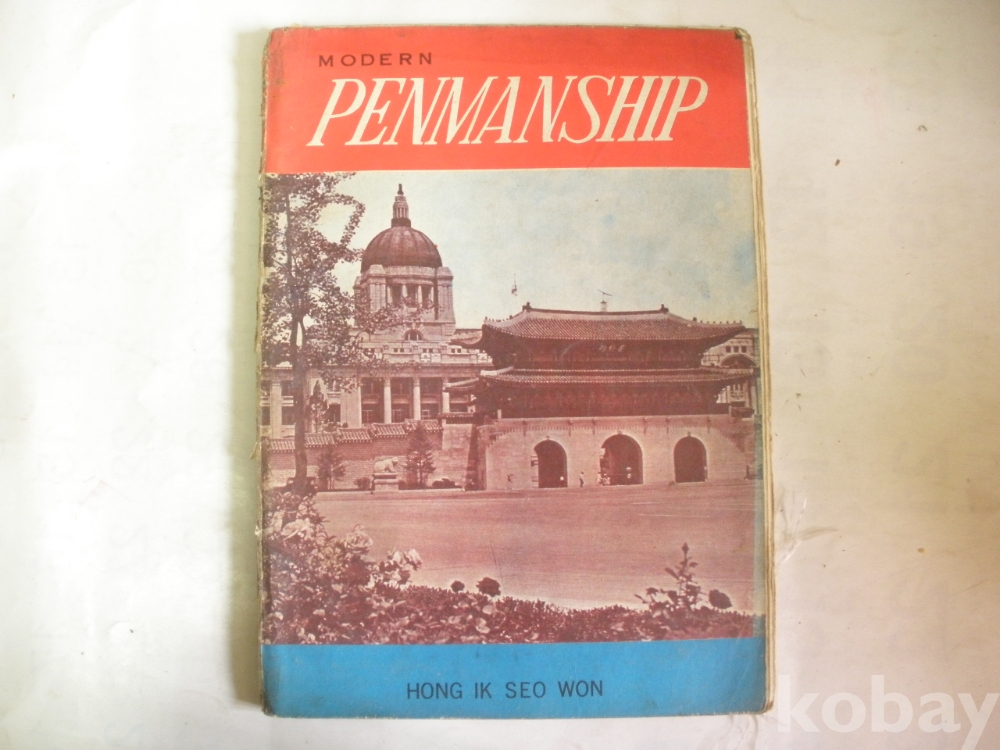 MODERN
PENMANSHIP
HONG IK SEO WON
kobay